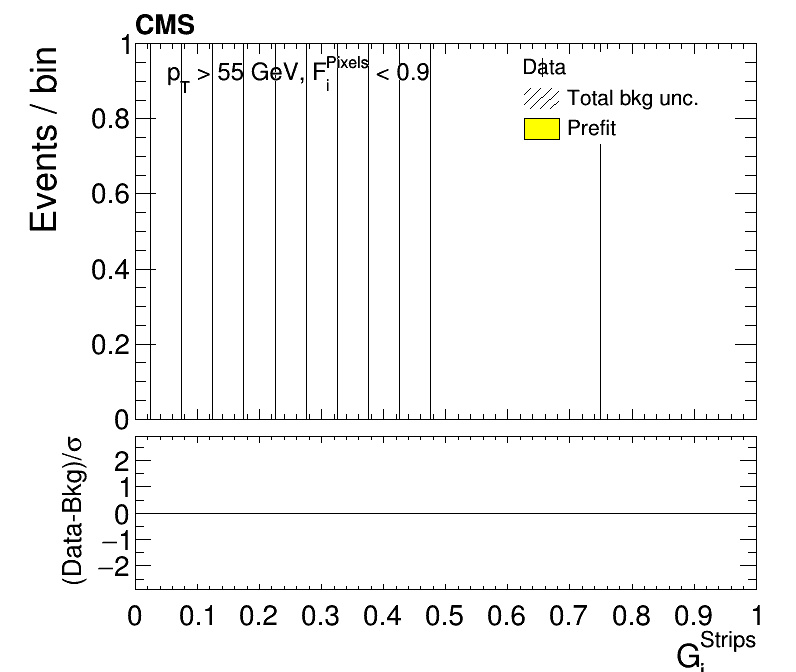 CMS
Events / bin
1
0.8
0.6
0.4
0.2
0
p_T > 55 GeV, F_i^Pixels < 0.9
Data
Total bkg unc.
Prefit
(Data-Bkg)/σ
2
1
0
−1
−2
0 0.1 0.2 0.3 0.4 0.5 0.6 0.7 0.8 0.9 1
G_i^Strips